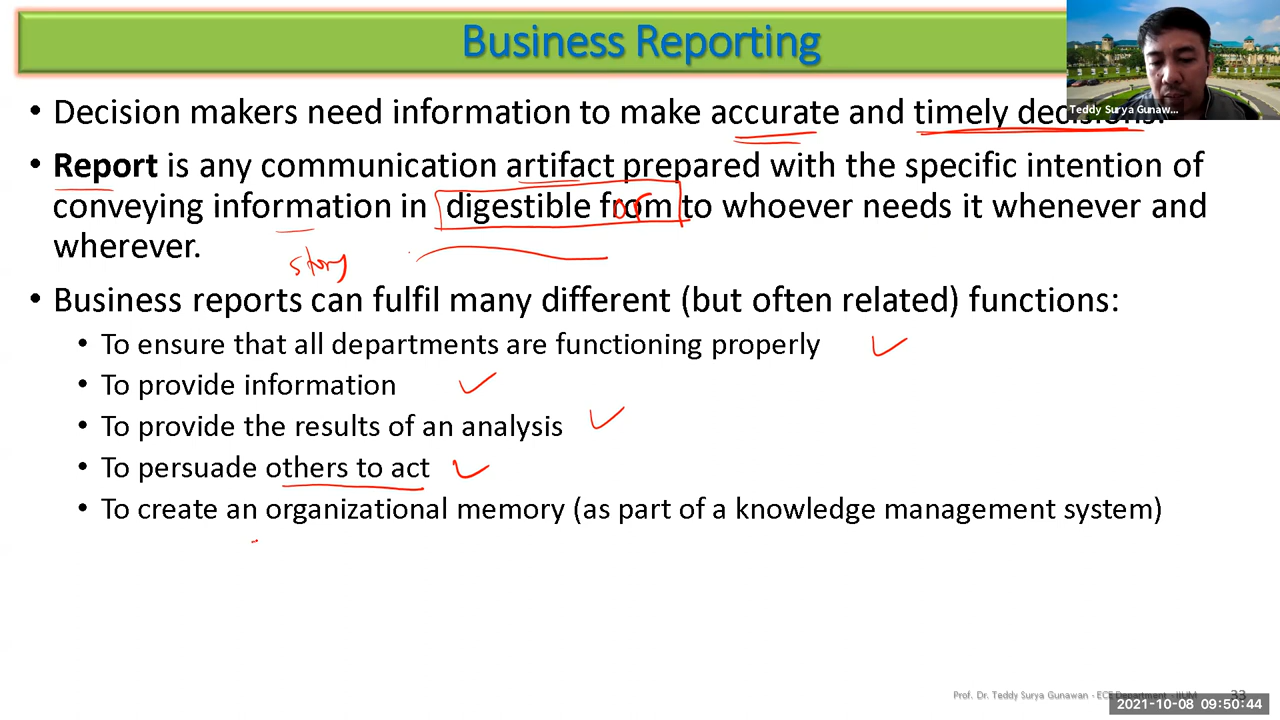 Business Reporting
• Decision makers need information to make accurate and timely decisions.
Teddy Surya Gunaw...
• Report is any communication artifact prepared with the specific intention of
conveying information in digestible from to whoever needs it whenever and
or
wherever.
story
• Business reports can fulfil many different (but often related) functions:
• To ensure that all departments are functioning properly
• To provide information
• To provide the results of an analysis
• To persuade others to act
• To create an organizational memory (as part of a knowledge management system)
Prof. Dr. Teddy Surya Gunawan - ECE Department - IIUM
33
2021-10-08 09:50:44